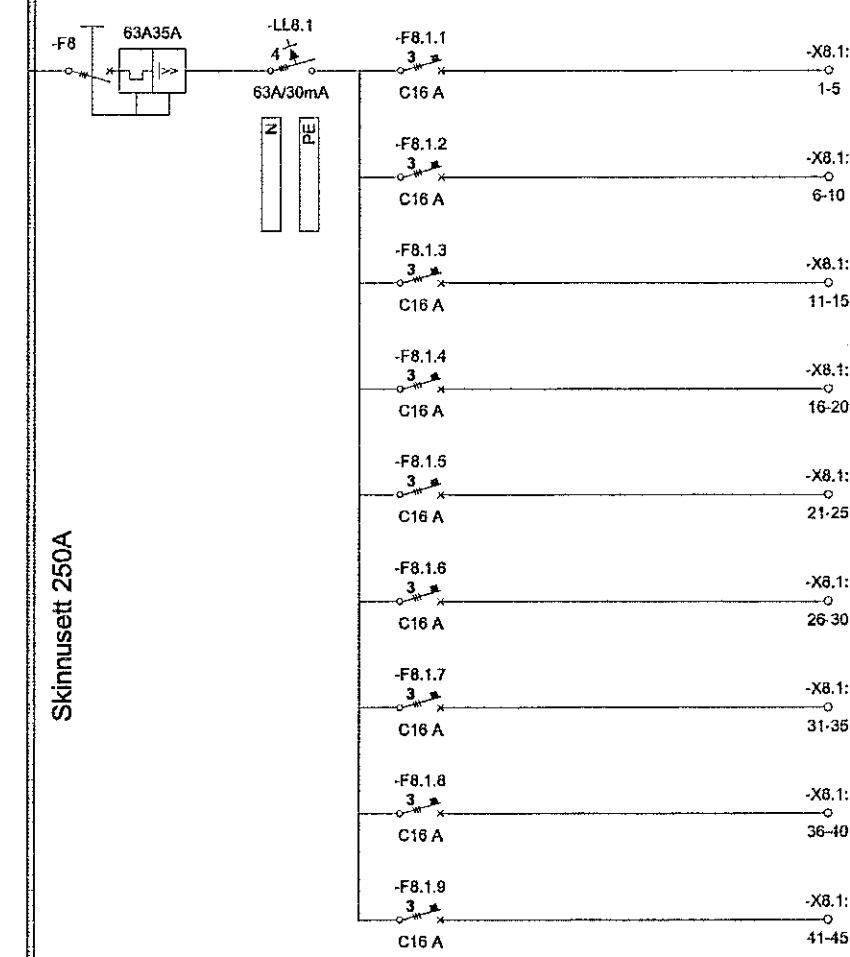 -F8
63A35A
>>
-LL8.1
4
63A/30mA
N
PE
-F8.1.1
3
C16 A
-X8.1:
1-5
-F8.1.2
3
C16 A
-X8.1:
6-10
-F8.1.3
3
C16 A
-X8.1:
11-15
-F8.1.4
3
C16 A
-X8.1:
16-20
-F8.1.5
3
C16 A
-X8.1:
21-25
-F8.1.6
3
C16 A
-X8.1:
26-30
-F8.1.7
3
C16 A
-X8.1:
31-35
-F8.1.8
3
C16 A
-X8.1:
36-40
-F8.1.9
3
C16 A
-X8.1:
41-45
Skinnusett 250A